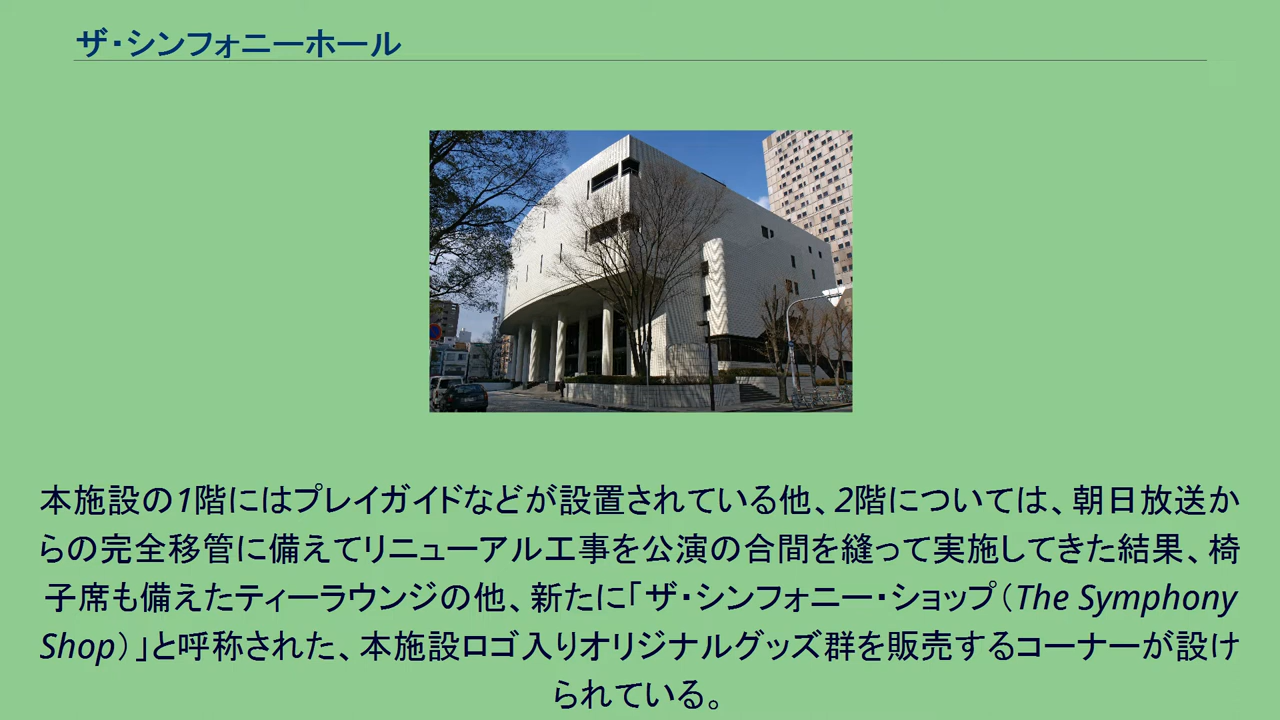 ザ・シンフォニーホール
本施設の1階にはプレイガイドなどが設置されている他、2階については、朝日放送か
らの完全移管に備えてリニューアル工事を公演の合間を縫って実施してきた結果、椅
子席も備えたティーラウンジの他、新たに「ザ・シンフォニー・ショップ(The Symphony
Shop)」と呼称された、本施設ロゴ入りオリジナルグッズ群を販売するコーナーが設け
られている。